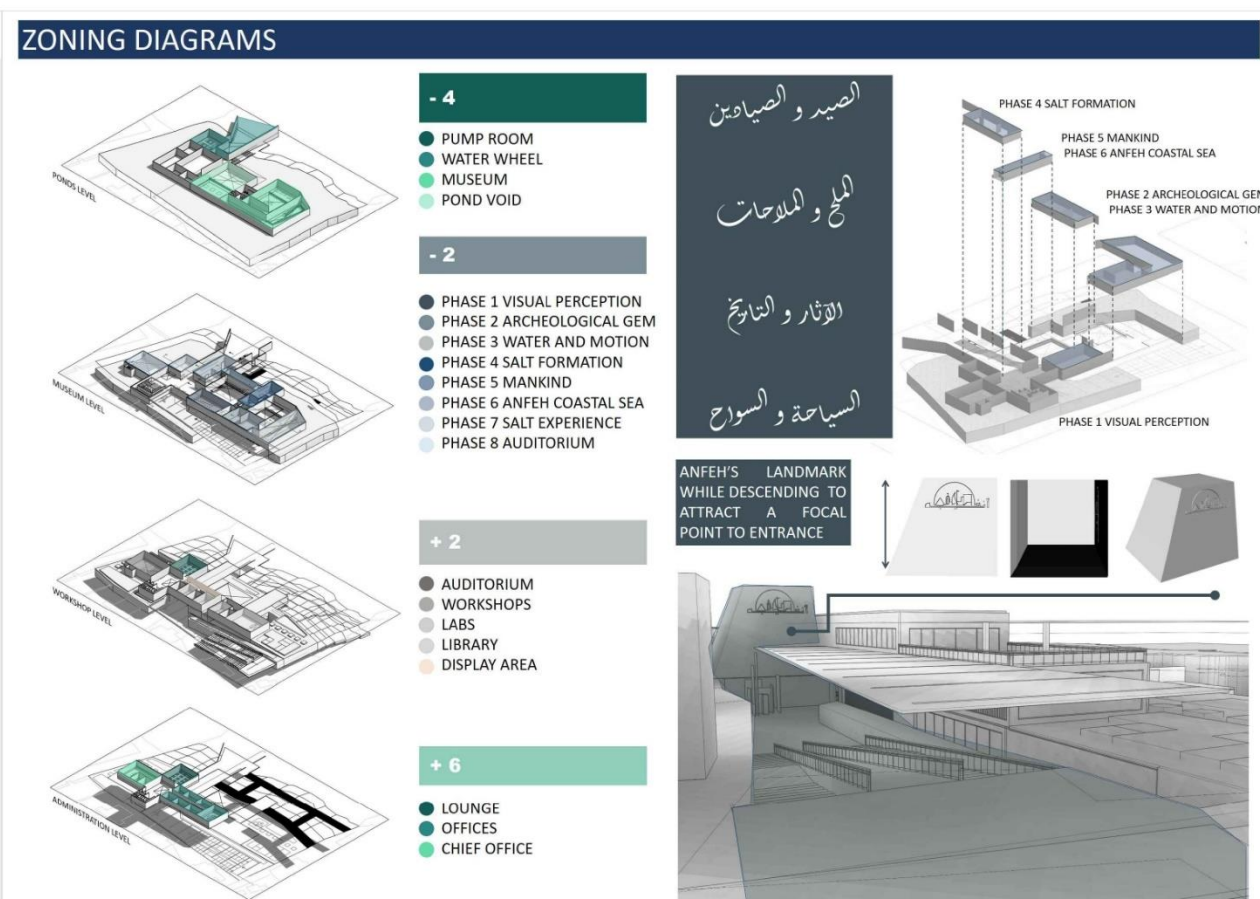 ZONING DIAGRAMS
PONDS LEVEL
- 4
PUMP ROOM
WATER WHEEL
MUSEUM
POND VOID
MUSEUM LEVEL
- 2
PHASE 1 VISUAL PERCEPTION
PHASE 2 ARCHEOLOGICAL GEM
PHASE 3 WATER AND MOTION
PHASE 4 SALT FORMATION
PHASE 5 MANKIND
PHASE 6 ANFEH COASTAL SEA
PHASE 7 SALT EXPERIENCE
PHASE 8 AUDITORIUM
WORKSHOP LEVEL
+ 2
AUDITORIUM
WORKSHOPS
LABS
LIBRARY
DISPLAY AREA
ADMINISTRATION LEVEL
+ 6
LOUNGE
OFFICES
CHIEF OFFICE
الصيد و الصيادين
الملح و الملاحات
الآثار و التاريخ
السياحة و السواح
PHASE 4 SALT FORMATION
PHASE 5 MANKIND
PHASE 6 ANFEH COASTAL SEA
PHASE 2 ARCHEOLOGICAL GEM
PHASE 3 WATER AND MOTION
PHASE 1 VISUAL PERCEPTION
ANFEH'S LANDMARK
WHILE DESCENDING TO
ATTRACT A FOCAL
POINT TO ENTRANCE